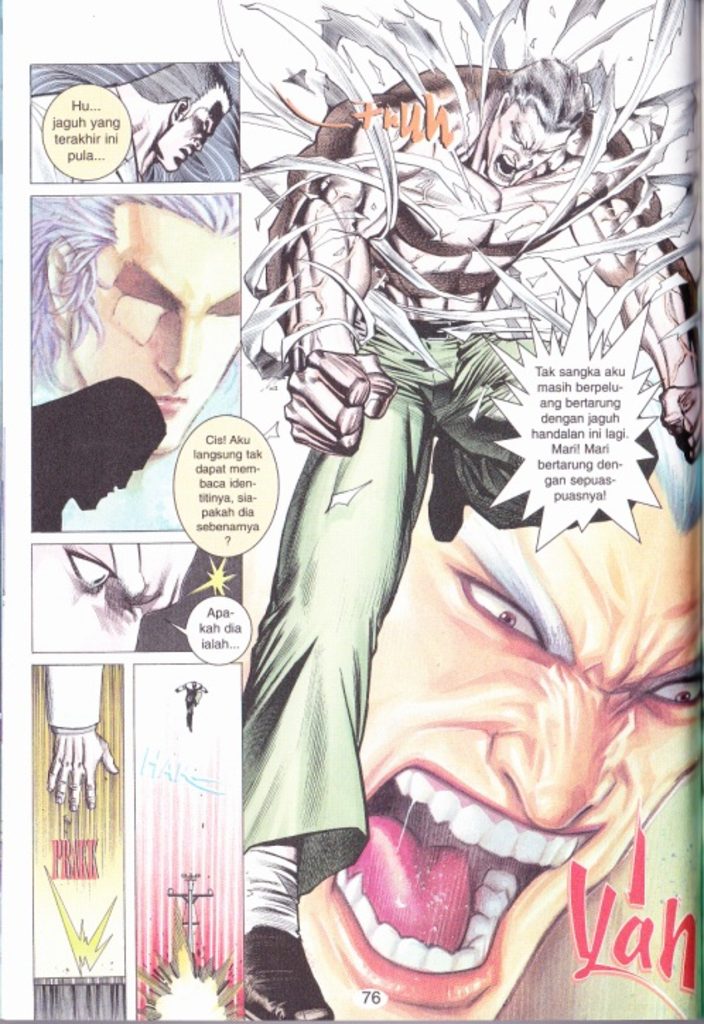 Hu...
jaguh yang
terakhir ini
pula...
truh
Cis! Aku
langsung tak
dapat mem-
baca iden-
titinya, sia-
pakah dia
sebenarnya
?
Tak sangka aku
masih berpelu-
ang bertarung
dengan jaguh
handalan ini lagi.
Mari! Mari
bertarung den-
gan sepuas-
puasnya!
Apa-
kah dia
ialah...
PRAKK
Yah
76